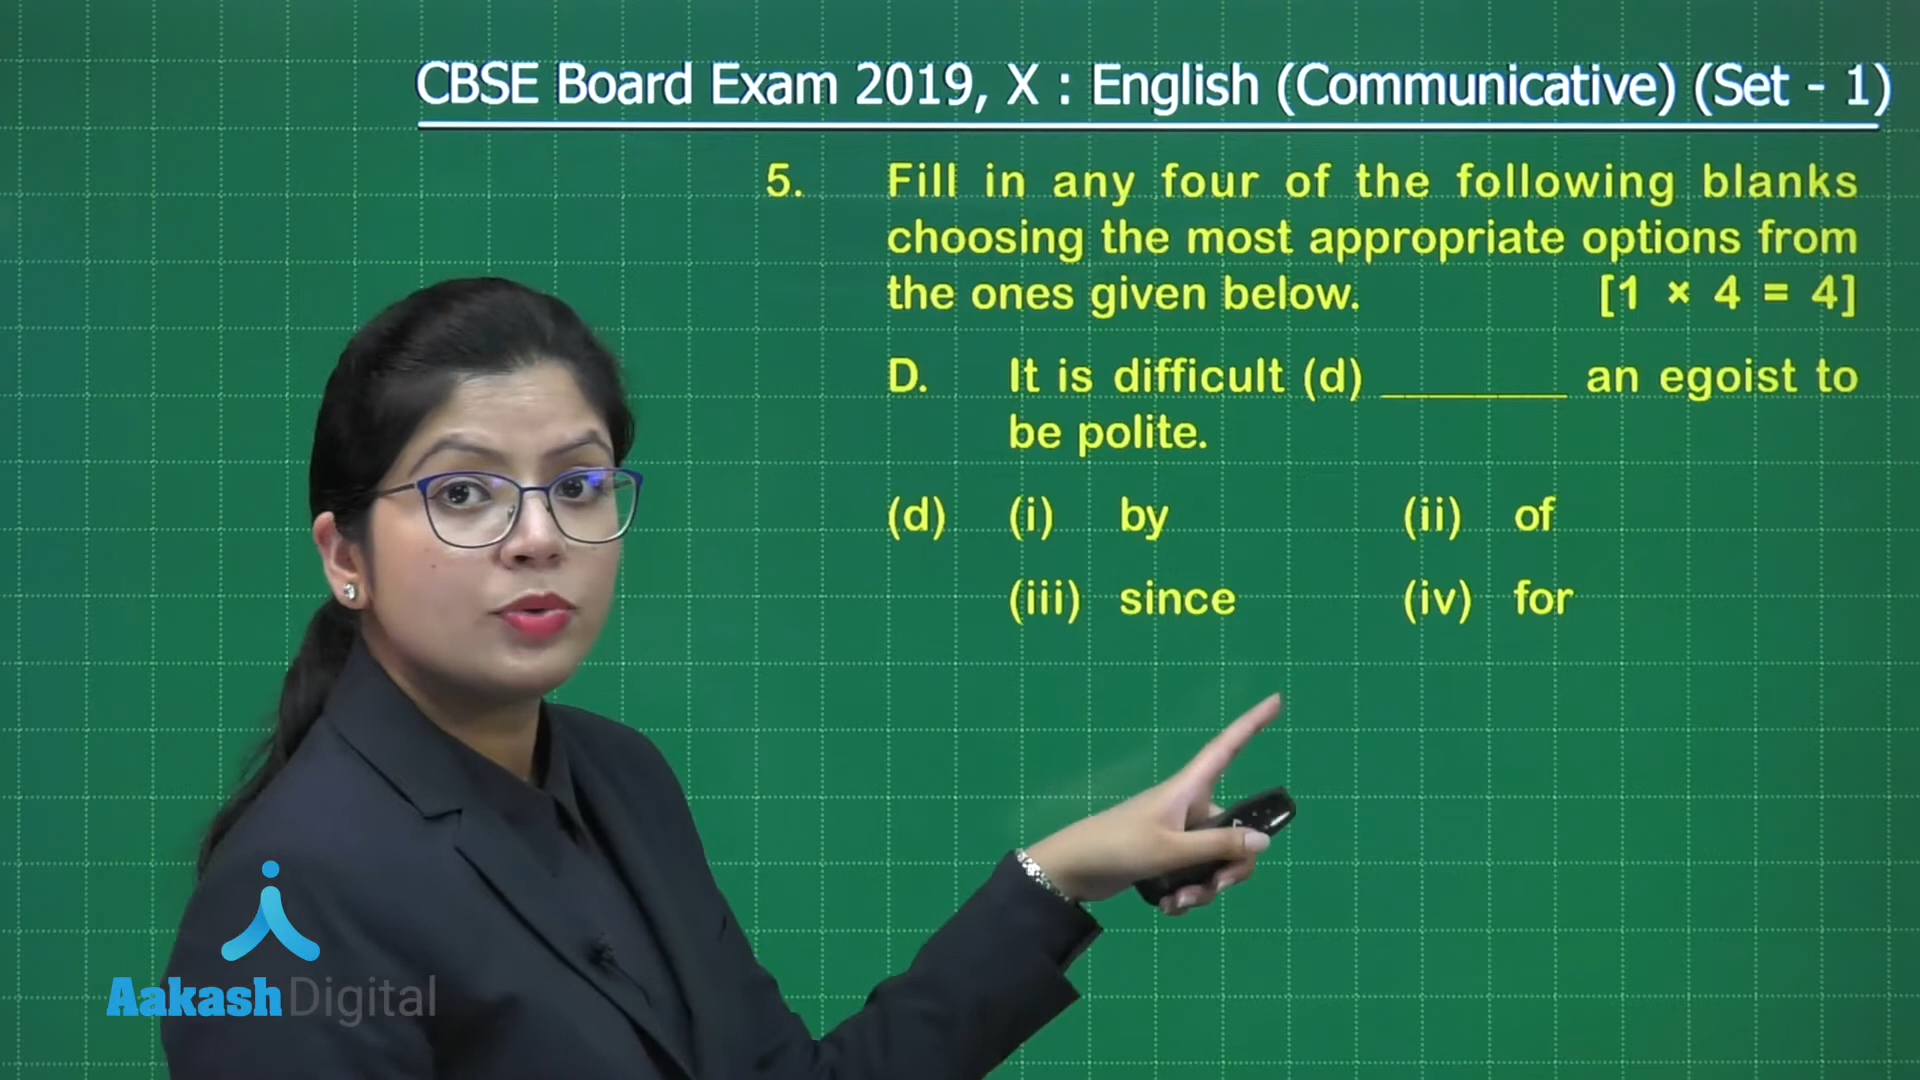 CBSE Board Exam 2019, X : English (Communicative) (Set - 1)
5. Fill in any four of the following blanks
choosing the most appropriate options from
the ones given below. [1 × 4 = 4]
D. It is difficult (d) ________ an egoist to
be polite.
(d) (i) by (ii) of
(iii) since (iv) for
Aakash Digital